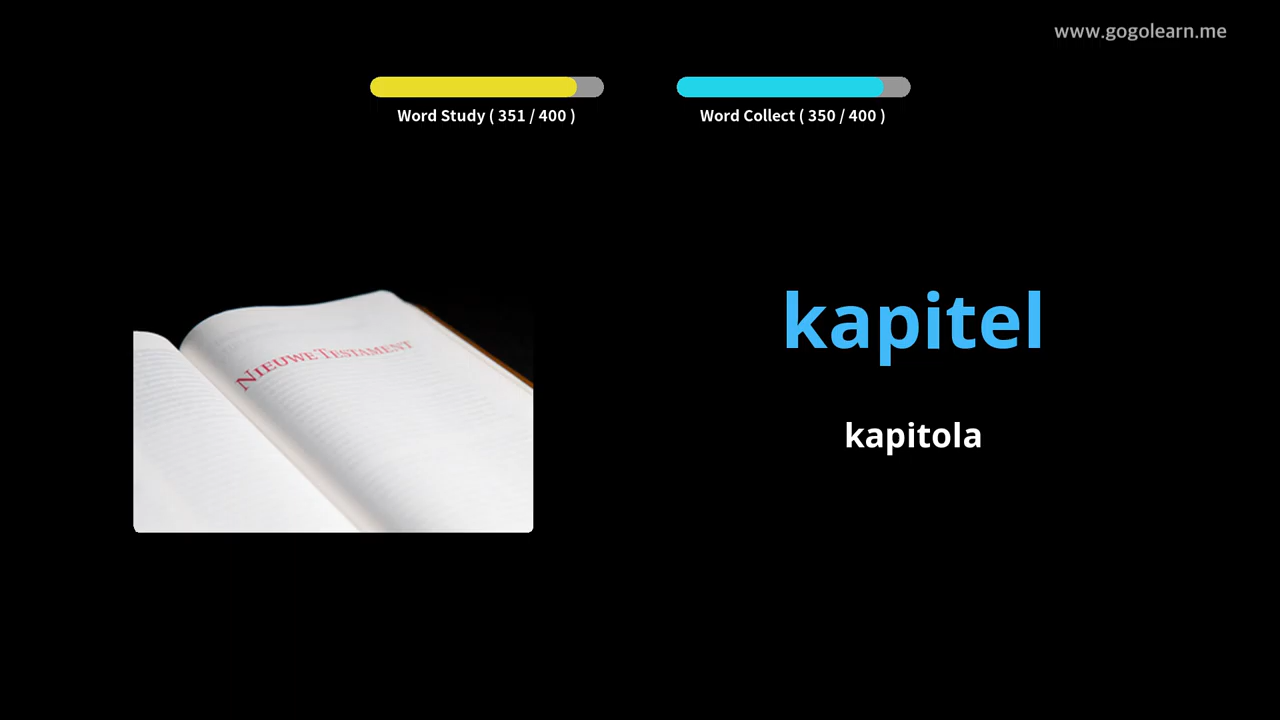 www.gogolearn.me
Word Study ( 351 / 400 )
Word Collect ( 350 / 400 )
NIEUWE TESTAMENT
kapitel
kapitola